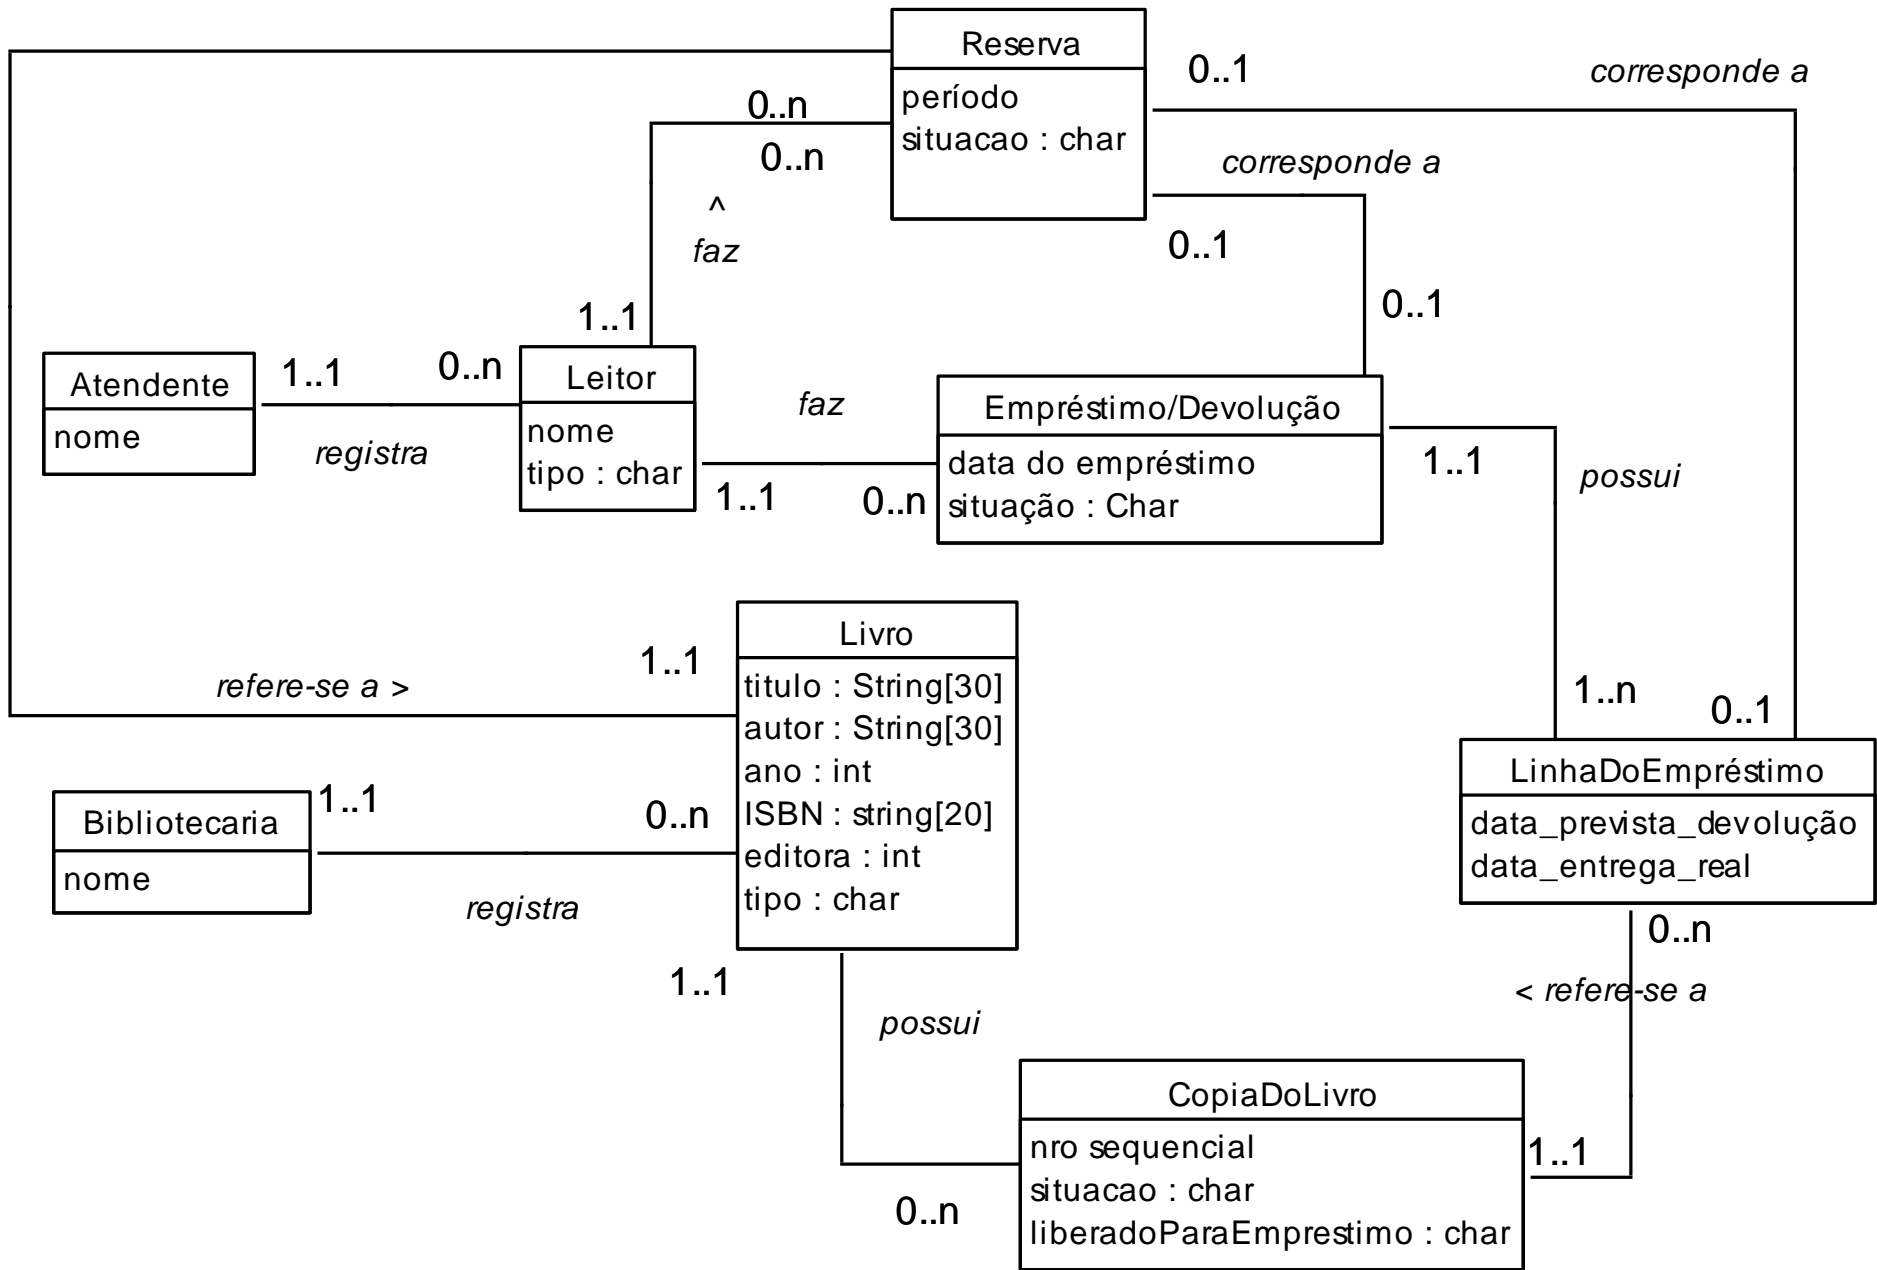 Reserva
período
situacao : char
0..1
corresponde a
0..n
0..n
corresponde a
^
faz
0..1
0..1
1..1
Atendente
nome
1..1
0..n
registra
Leitor
nome
tipo : char
faz
1..1
0..n
Empréstimo/Devolução
data do empréstimo
situação : Char
1..1
possui
1..n
0..1
refere-se a >
1..1
Livro
titulo : String[30]
autor : String[30]
ano : int
ISBN : string[20]
editora : int
tipo : char
Bibliotecaria
nome
1..1
0..n
registra
LinhaDoEmpréstimo
data_prevista_devolução
data_entrega_real
0..n
< refere-se a
1..1
possui
0..n
CopiaDoLivro
nro sequencial
situacao : char
liberadoParaEmprestimo : char
1..1